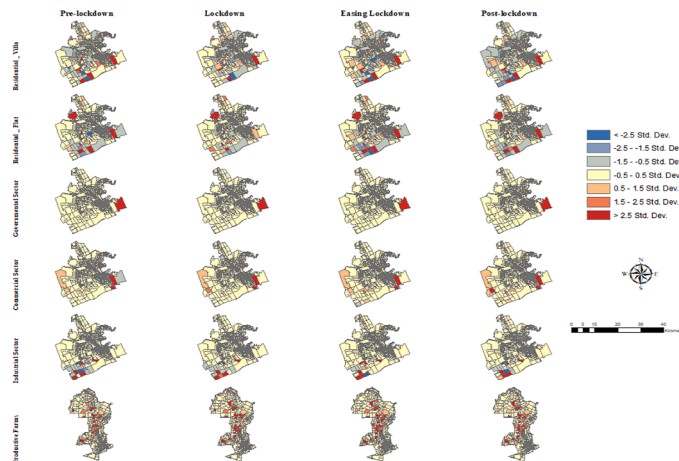 Pre-lockdown Lockdown Easing Lockdown Post-lockdown
Residential _Villa
Residential _Flat
Governmental Sector
Commercial Sector
Industrial Sector
Productive Farms
< -2.5 Std. Dev.
-2.5 - -1.5 Std. Dev
-1.5 - -0.5 Std. Dev
-0.5 - 0.5 Std. Dev.
0.5 - 1.5 Std. Dev.
1.5 - 2.5 Std. Dev.
> 2.5 Std. Dev.
N
W E
S
0 5 10 20 30 40
Kilome